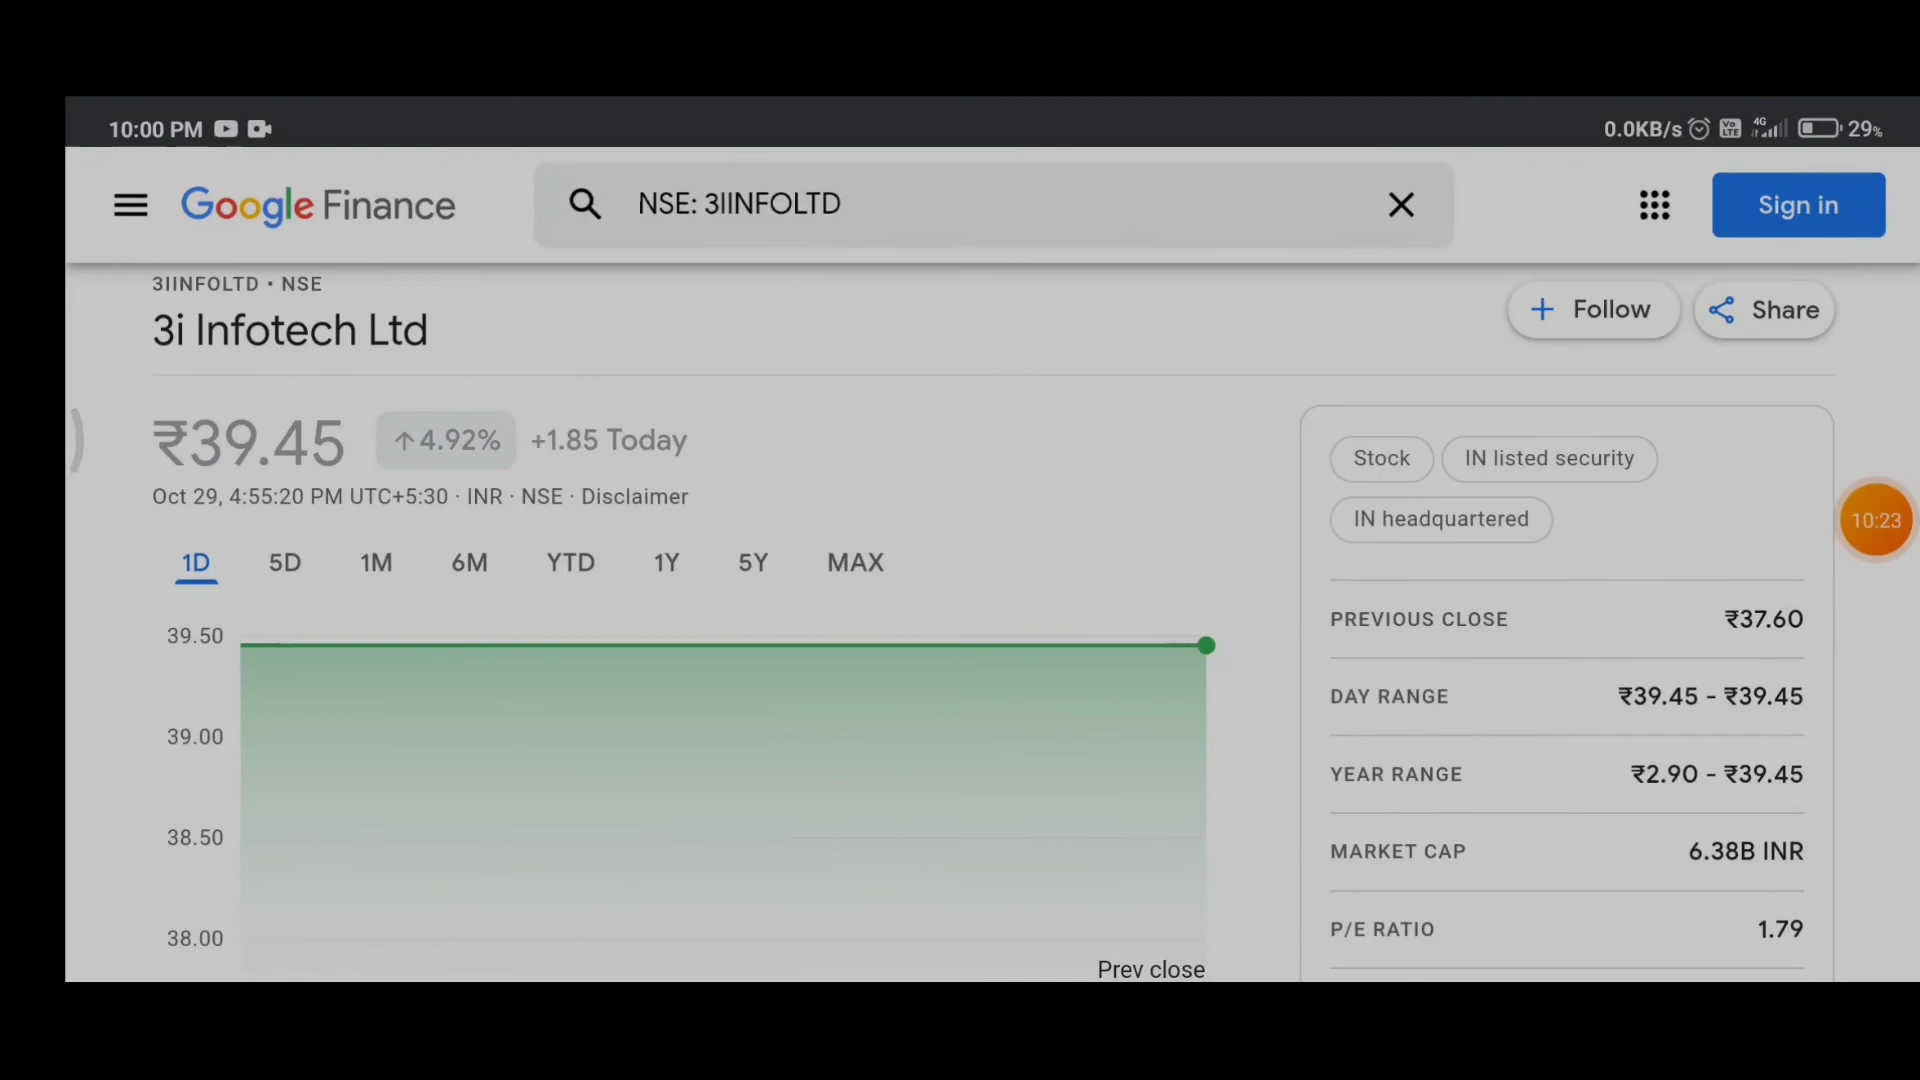 10:00 PM
0.0KB/s Vo LTE 4G 29%
Google Finance
NSE: 3IINFOLTD
Sign in
3IINFOLTD • NSE
3i Infotech Ltd
Follow
Share
₹39.45 ↑4.92% +1.85 Today
Oct 29, 4:55:20 PM UTC+5:30 · INR · NSE · Disclaimer
1D 5D 1M 6M YTD 1Y 5Y MAX
39.50
39.00
38.50
38.00
Prev close
Stock
IN listed security
IN headquartered
10:23
PREVIOUS CLOSE ₹37.60
DAY RANGE ₹39.45 - ₹39.45
YEAR RANGE ₹2.90 - ₹39.45
MARKET CAP 6.38B INR
P/E RATIO 1.79